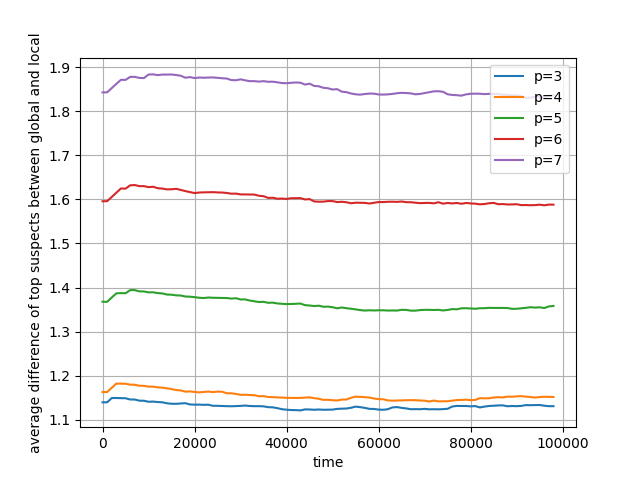 average difference of top suspects between global and local
1.9
1.8
1.7
1.6
1.5
1.4
1.3
1.2
1.1
0
20000
40000
60000
80000
100000
time
p=3
p=4
p=5
p=6
p=7